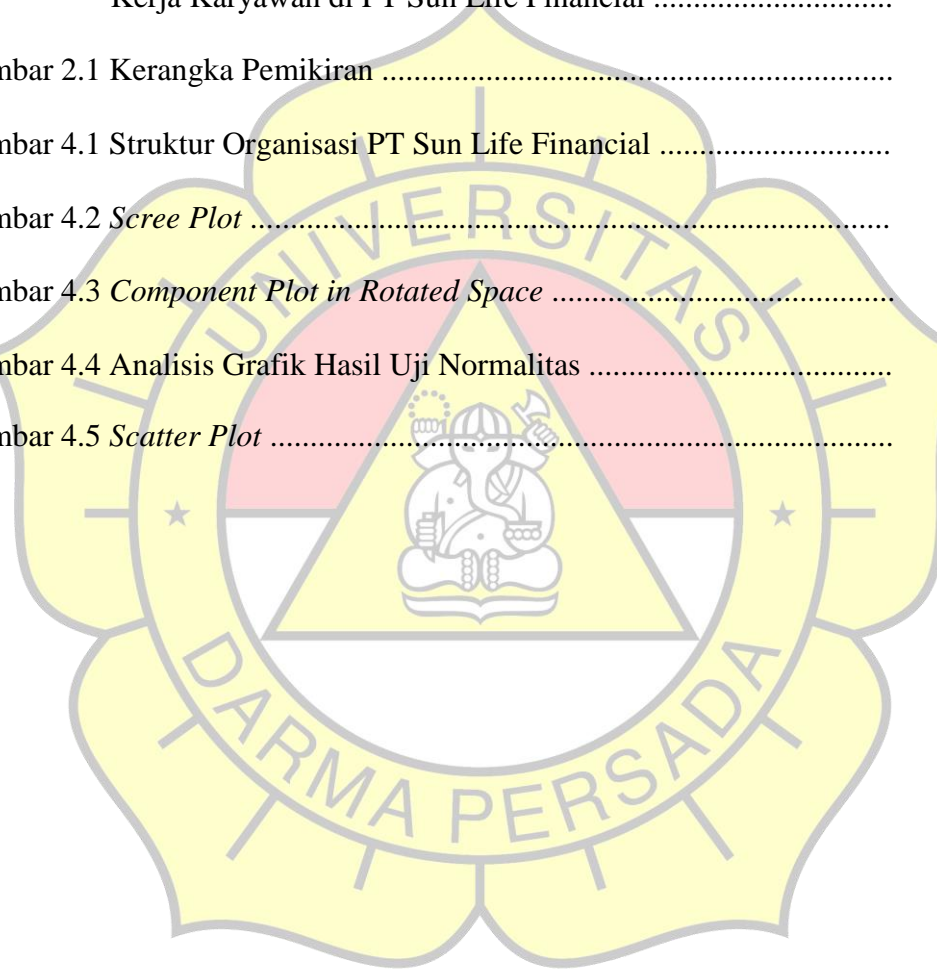 Kerja Karyawan di PT Sun Life Financial ..............................
mbar 2.1 Kerangka Pemikiran ................................................................
mbar 4.1 Struktur Organisasi PT Sun Life Financial .............................
mbar 4.2 Scree Plot ................................................................................
mbar 4.3 Component Plot in Rotated Space ...........................................
mbar 4.4 Analisis Grafik Hasil Uji Normalitas ......................................
mbar 4.5 Scatter Plot ..............................................................................
UNIVERSITAS
DARMA PERSADA